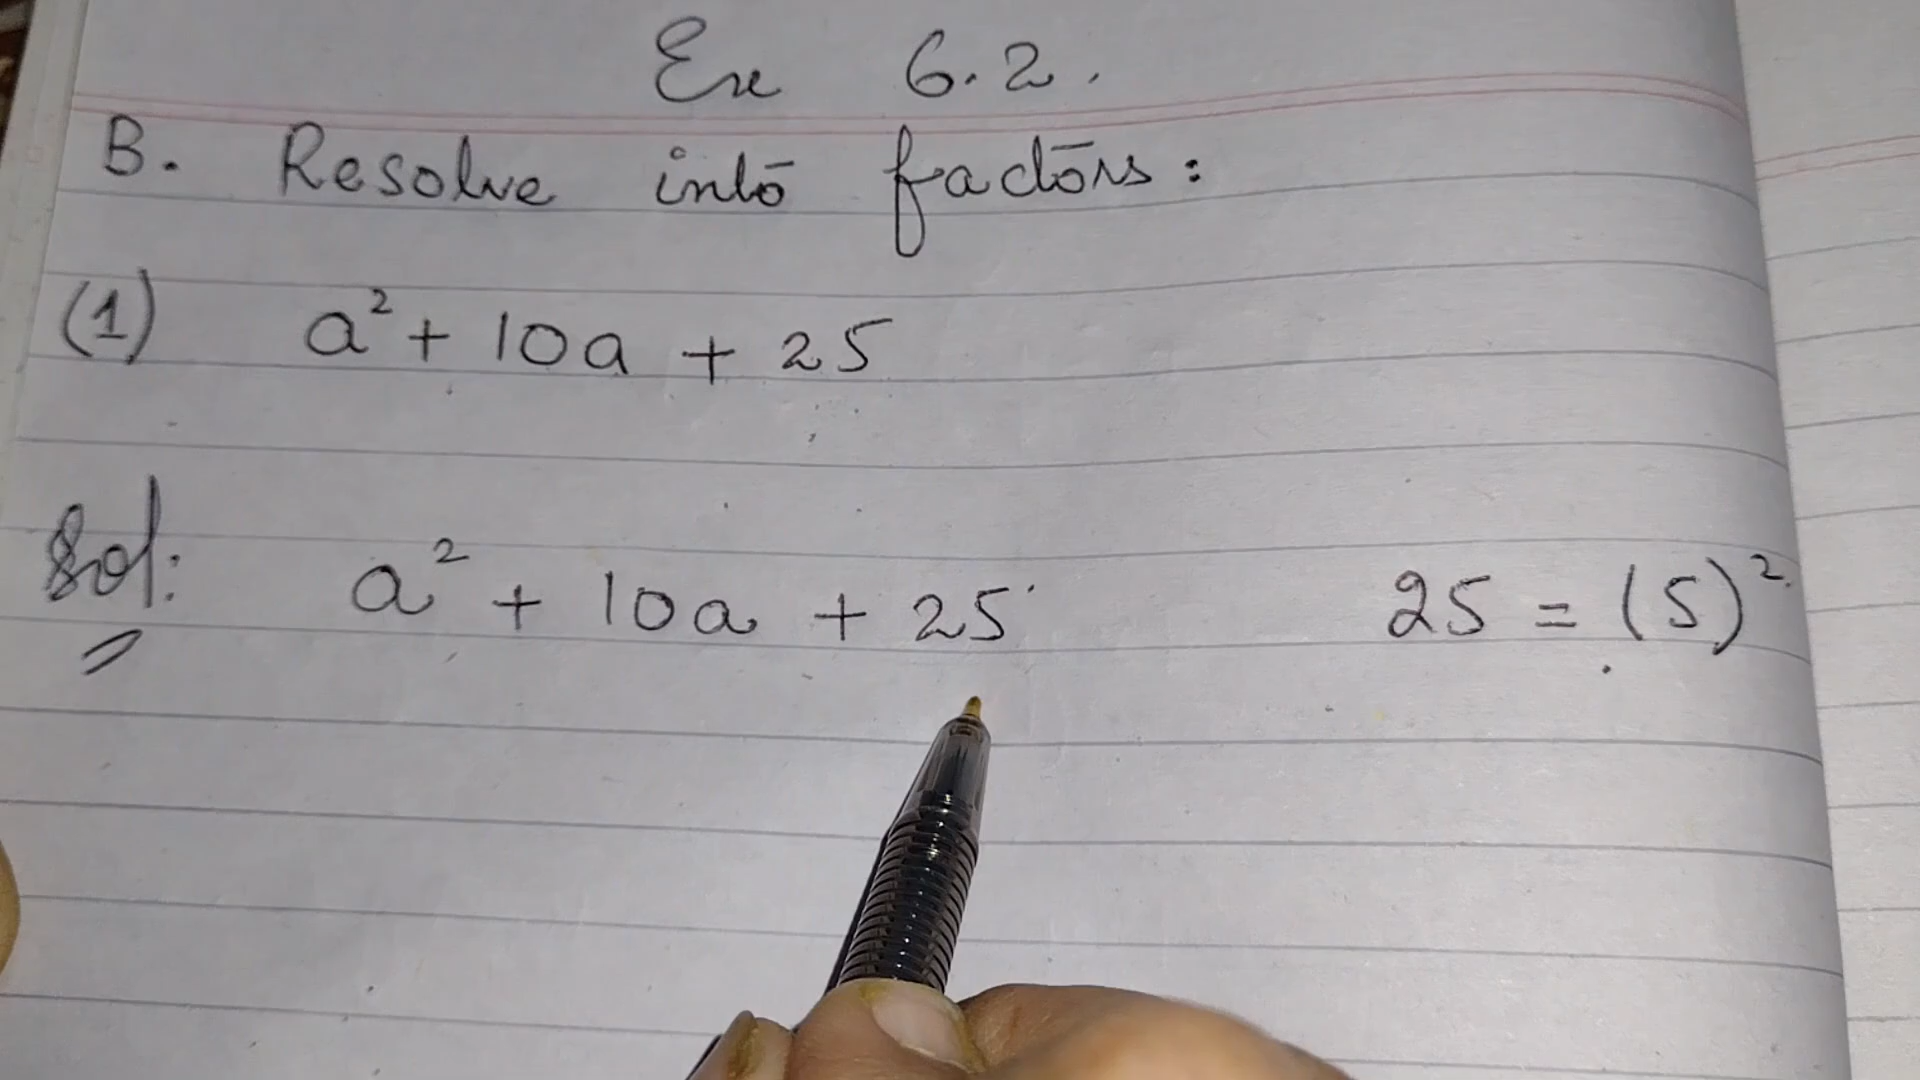 Ex 6.2.
B. Resolve into factors:
(1) a² + 10a + 25
Sol: a² + 10a + 25 25 = (5)²